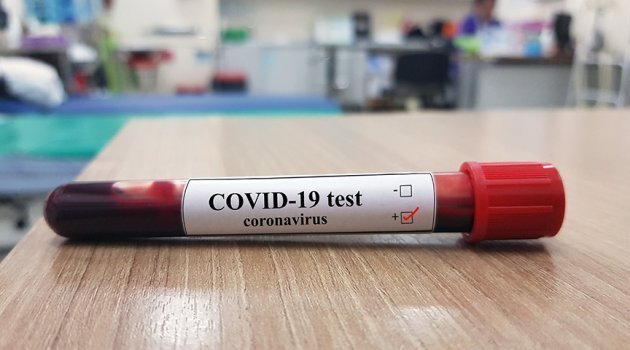 COVID-19 test
coronavirus
-
+